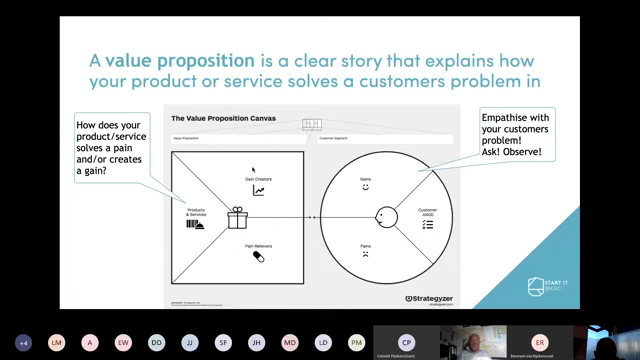 A value proposition is a clear story that explains how
your product or service solves a customers problem in
How does your
product/service
solves a pain
and/or creates
a gain?
Empathise with
your customers
problem!
Ask! Observe!
The Value Proposition Canvas
Value Proposition
Customer Segment
Gain Creators
Gains
Products
& Services
Customer
Job(s)
Pain Relievers
Pains
Strategyzer
strategyzer.com
START IT
@KBC
+4
LM
A
EW
DD
JJ
SF
JH
MD
LD
PM
CP
ER